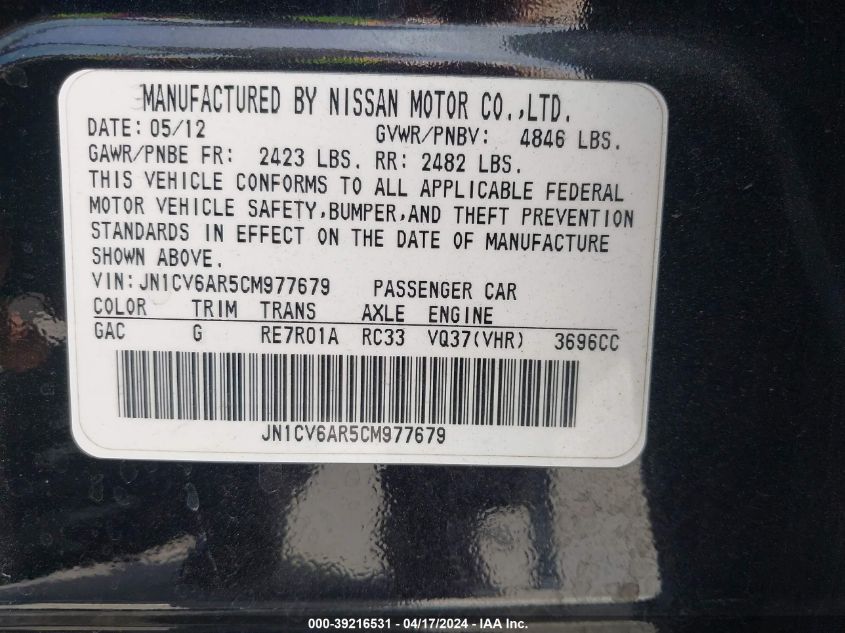 MANUFACTURED BY NISSAN MOTOR CO.,LTD.
DATE: 05/12 GVWR/PNBV: 4846 LBS.
GAWR/PNBE FR: 2423 LBS. RR: 2482 LBS.
THIS VEHICLE CONFORMS TO ALL APPLICABLE FEDERAL
MOTOR VEHICLE SAFETY,BUMPER,AND THEFT PREVENTION
STANDARDS IN EFFECT ON THE DATE OF MANUFACTURE
SHOWN ABOVE.
VIN: JN1CV6AR5CM977679 PASSENGER CAR
COLOR TRIM TRANS AXLE ENGINE
GAC G RE7R01A RC33 VQ37(VHR) 3696CC
JN1CV6AR5CM977679
000-39216531 - 04/17/2024 - IAA Inc.